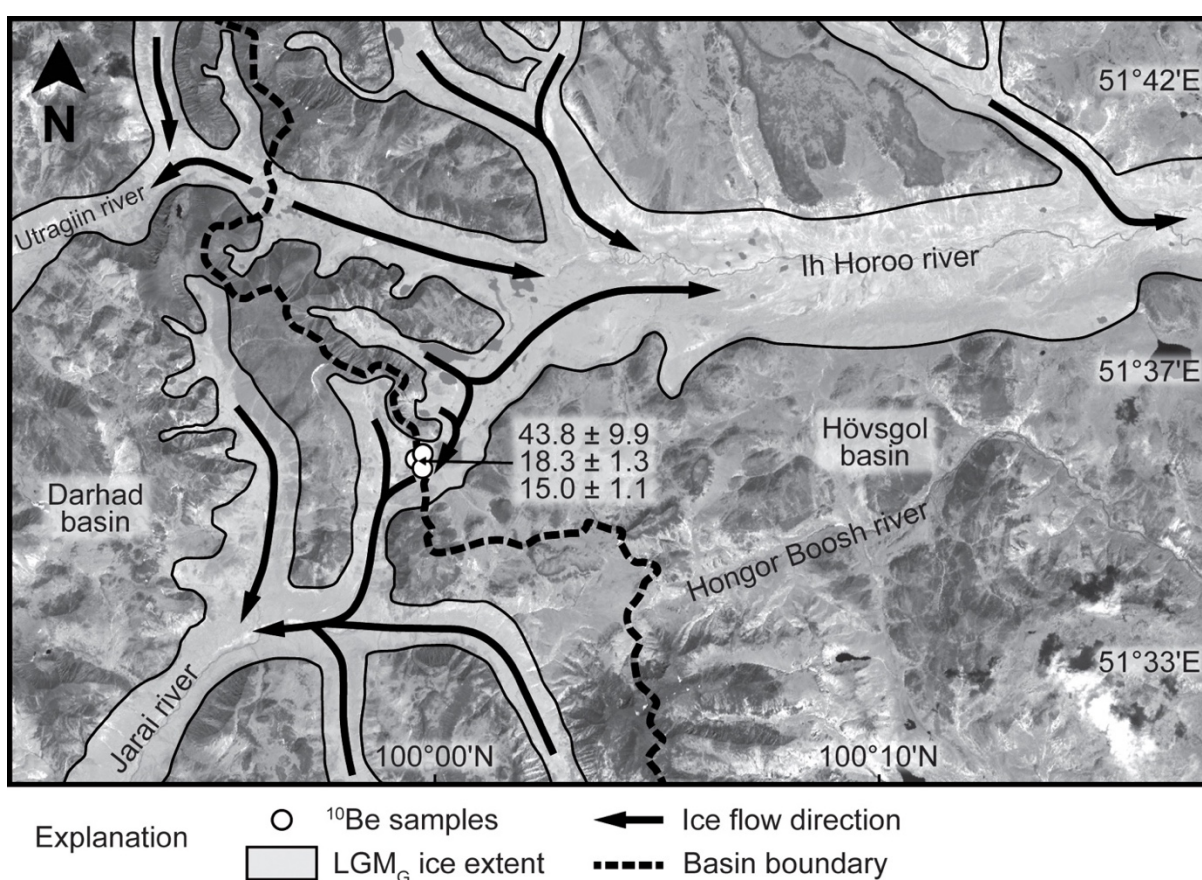 N
51°42'E
Utragiin river
Ih Horoo river
51°37'E
43.8 ± 9.9
18.3 ± 1.3
15.0 ± 1.1
Hövsgol
basin
Darhad
basin
Hongor Boosh river
51°33'E
Jarai river
100°00'N
100°10'N
Explanation
¹⁰Be samples
Ice flow direction
LGM_G ice extent
Basin boundary